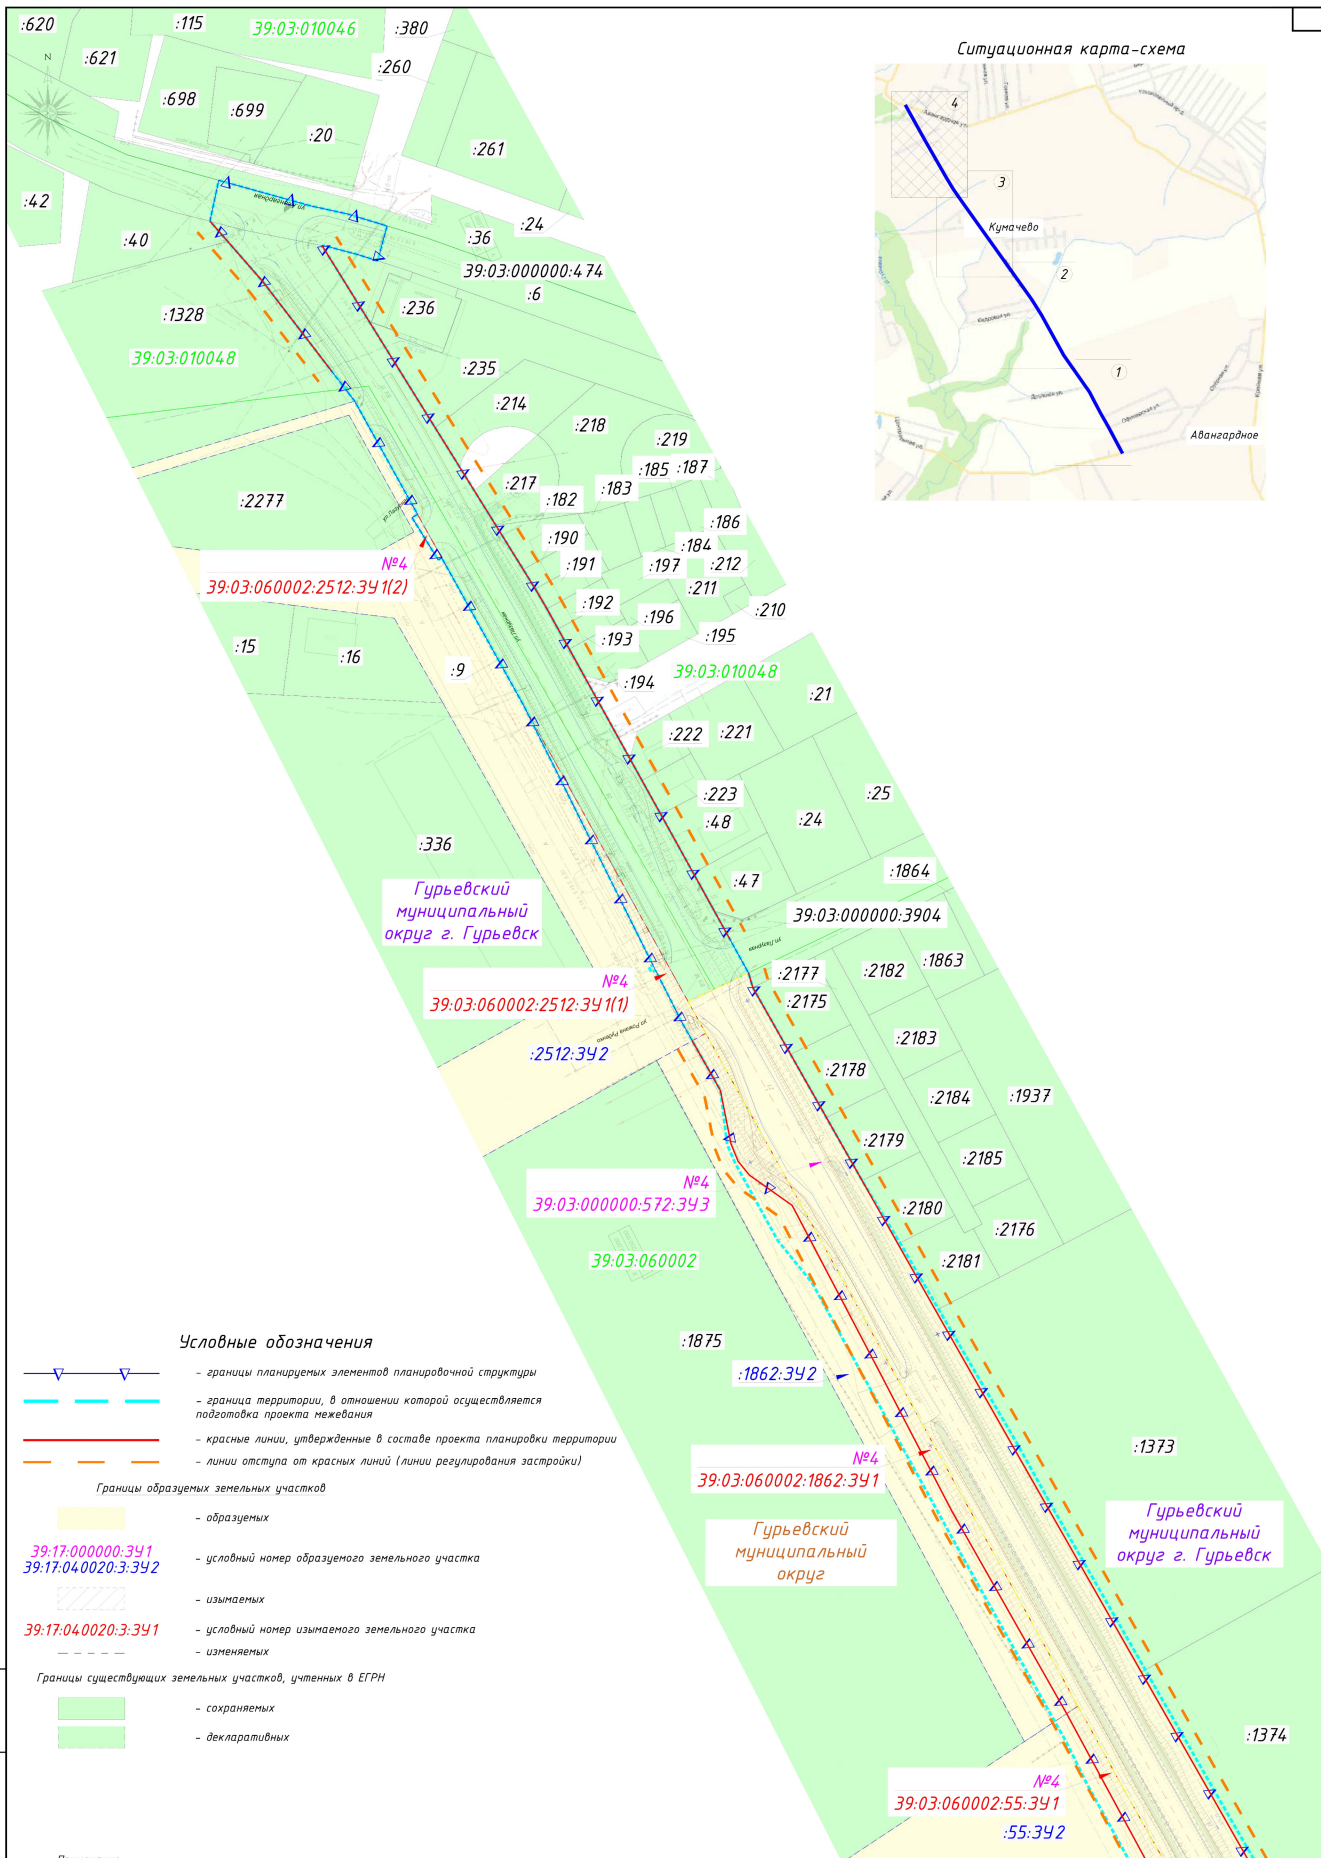 :620
:115
39:03:010046
:380
:621
:260
:698
:699
:20
:261
:42
:40
:24
:36
39:03:000000:474
:6
ул. Авангардная
:1328
:236
39:03:010048
:235
:214
:218
:219
:185
:187
:217
:182
:183
:2277
:186
:190
:184
№4
39:03:060002:2512:ЗУ1(2)
:191
:197
:212
:211
:192
:196
:210
:193
:195
:15
:16
:9
:194
39:03:010048
:21
:222
:221
:223
:25
:48
:24
:336
:47
:1864
Гурьевский
муниципальный
округ г. Гурьевск
39:03:000000:3904
ул.Лазурная
ул.Лазурная
:2177
:2182
:1863
№4
39:03:060002:2512:ЗУ1(1)
:2175
ул Романа Руденко
:2512:ЗУ2
:2183
:2178
:2184
:1937
:2179
:2185
№4
39:03:000000:572:ЗУ3
:2180
:2176
39:03:060002
:2181
:1875
:1862:ЗУ2
:1373
№4
39:03:060002:1862:ЗУ1
Гурьевский
муниципальный
округ
Гурьевский
муниципальный
округ г. Гурьевск
:1374
№4
39:03:060002:55:ЗУ1
:55:ЗУ2
Ситуационная карта-схема
4
3
Кумачево
2
1
Авангардное
Условные обозначения
- границы планируемых элементов планировочной структуры
- граница территории, в отношении которой осуществляется
подготовка проекта межевания
- красные линии, утвержденные в составе проекта планировки территории
- линии отступа от красных линий (линии регулирования застройки)
Границы образуемых земельных участков
- образуемых
39:17:000000:ЗУ1
39:17:040020:3:ЗУ2
- условный номер образуемого земельного участка
- изымаемых
39:17:040020:3:ЗУ1
- условный номер изымаемого земельного участка
- изменяемых
Границы существующих земельных участков, учтенных в ЕГРН
- сохраняемых
- декларативных